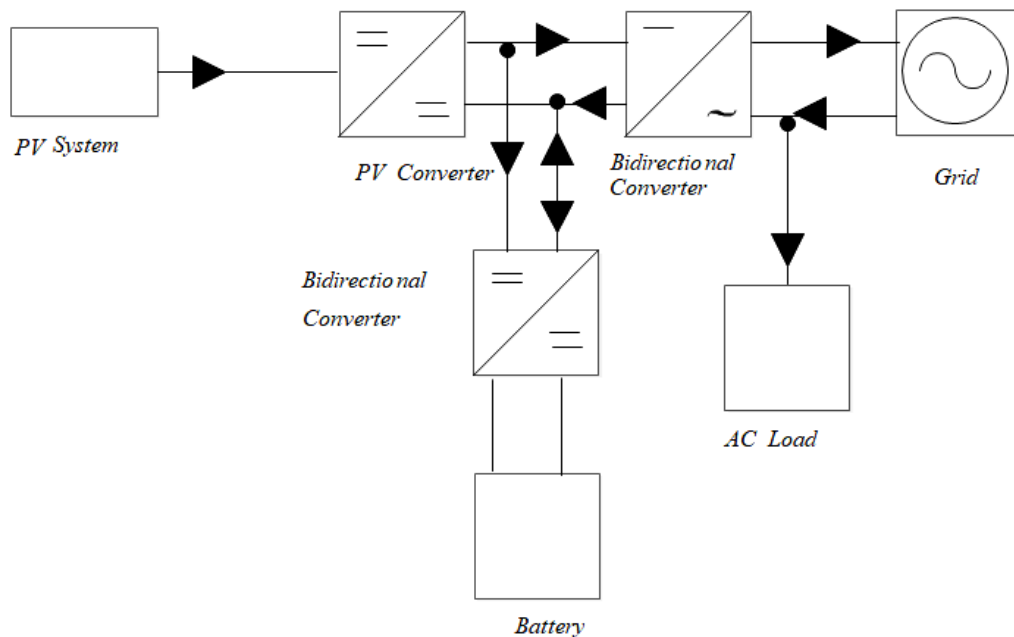 PV System
PV Converter
Bidirectional
Converter
Grid
Bidirectional
Converter
AC Load
Battery